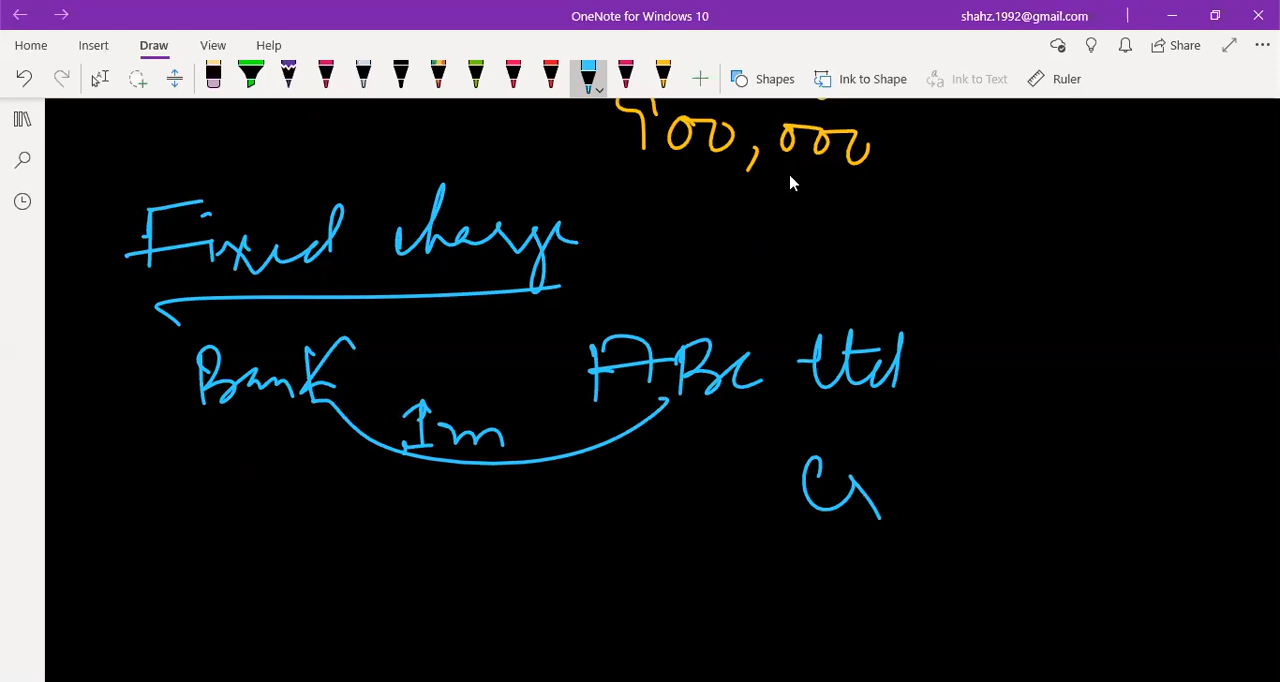 OneNote for Windows 10
shahz.1992@gmail.com
Home Insert Draw View Help
Share
Shapes Ink to Shape Ink to Text Ruler
00,000
Fixed charge
Bank ABC ltd
1m